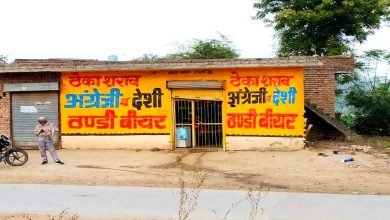 ठेका शराब
अंग्रेजी व देशी
ठण्डी बीयर
ठेका शराब
अंग्रेजी व देशी
ठण्डी बीयर